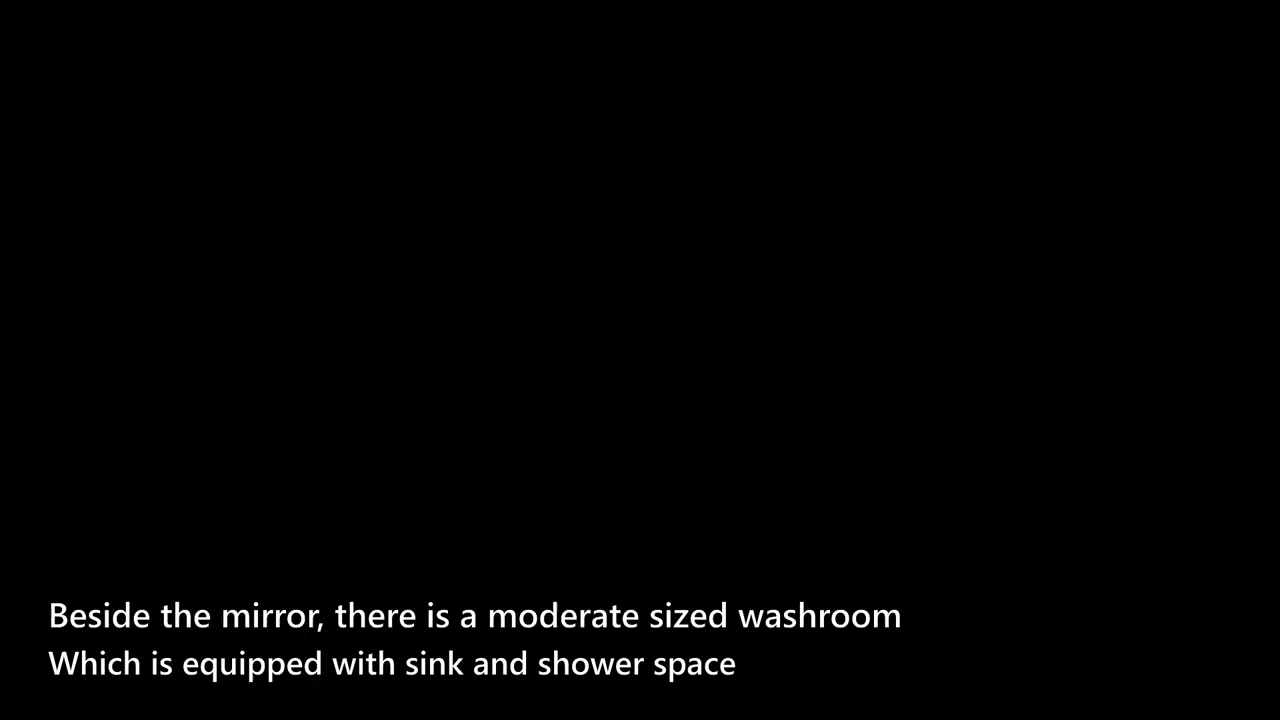 Beside the mirror, there is a moderate sized washroom
Which is equipped with sink and shower space